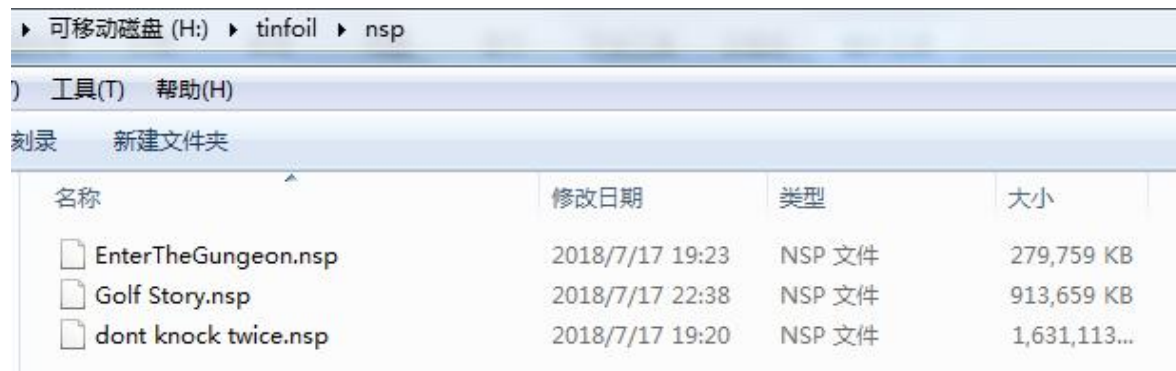 ▸ 可移动磁盘 (H:) ▸ tinfoil ▸ nsp
) 工具(T) 帮助(H)
刻录 新建文件夹
名称 修改日期 类型 大小
EnterTheGungeon.nsp 2018/7/17 19:23 NSP 文件 279,759 KB
Golf Story.nsp 2018/7/17 22:38 NSP 文件 913,659 KB
dont knock twice.nsp 2018/7/17 19:20 NSP 文件 1,631,113...